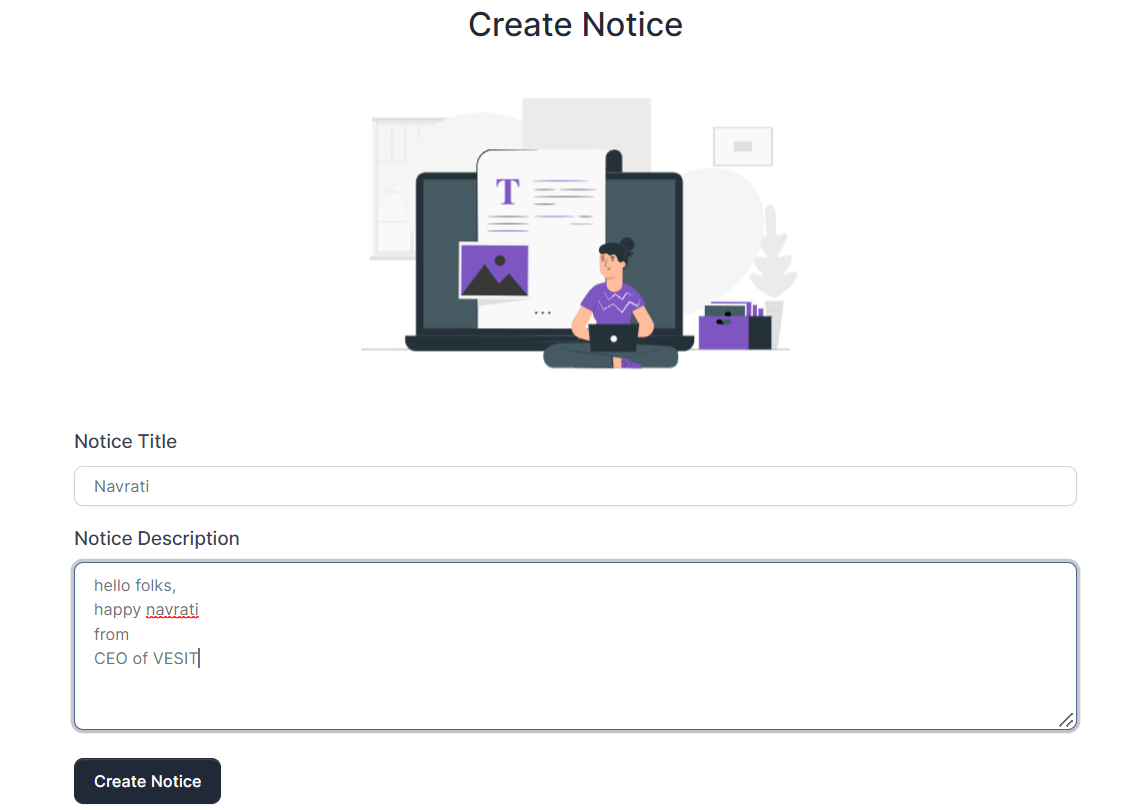 Create Notice
T
Notice Title
Navrati
Notice Description
hello folks,
happy navrati
from
CEO of VESIT
Create Notice